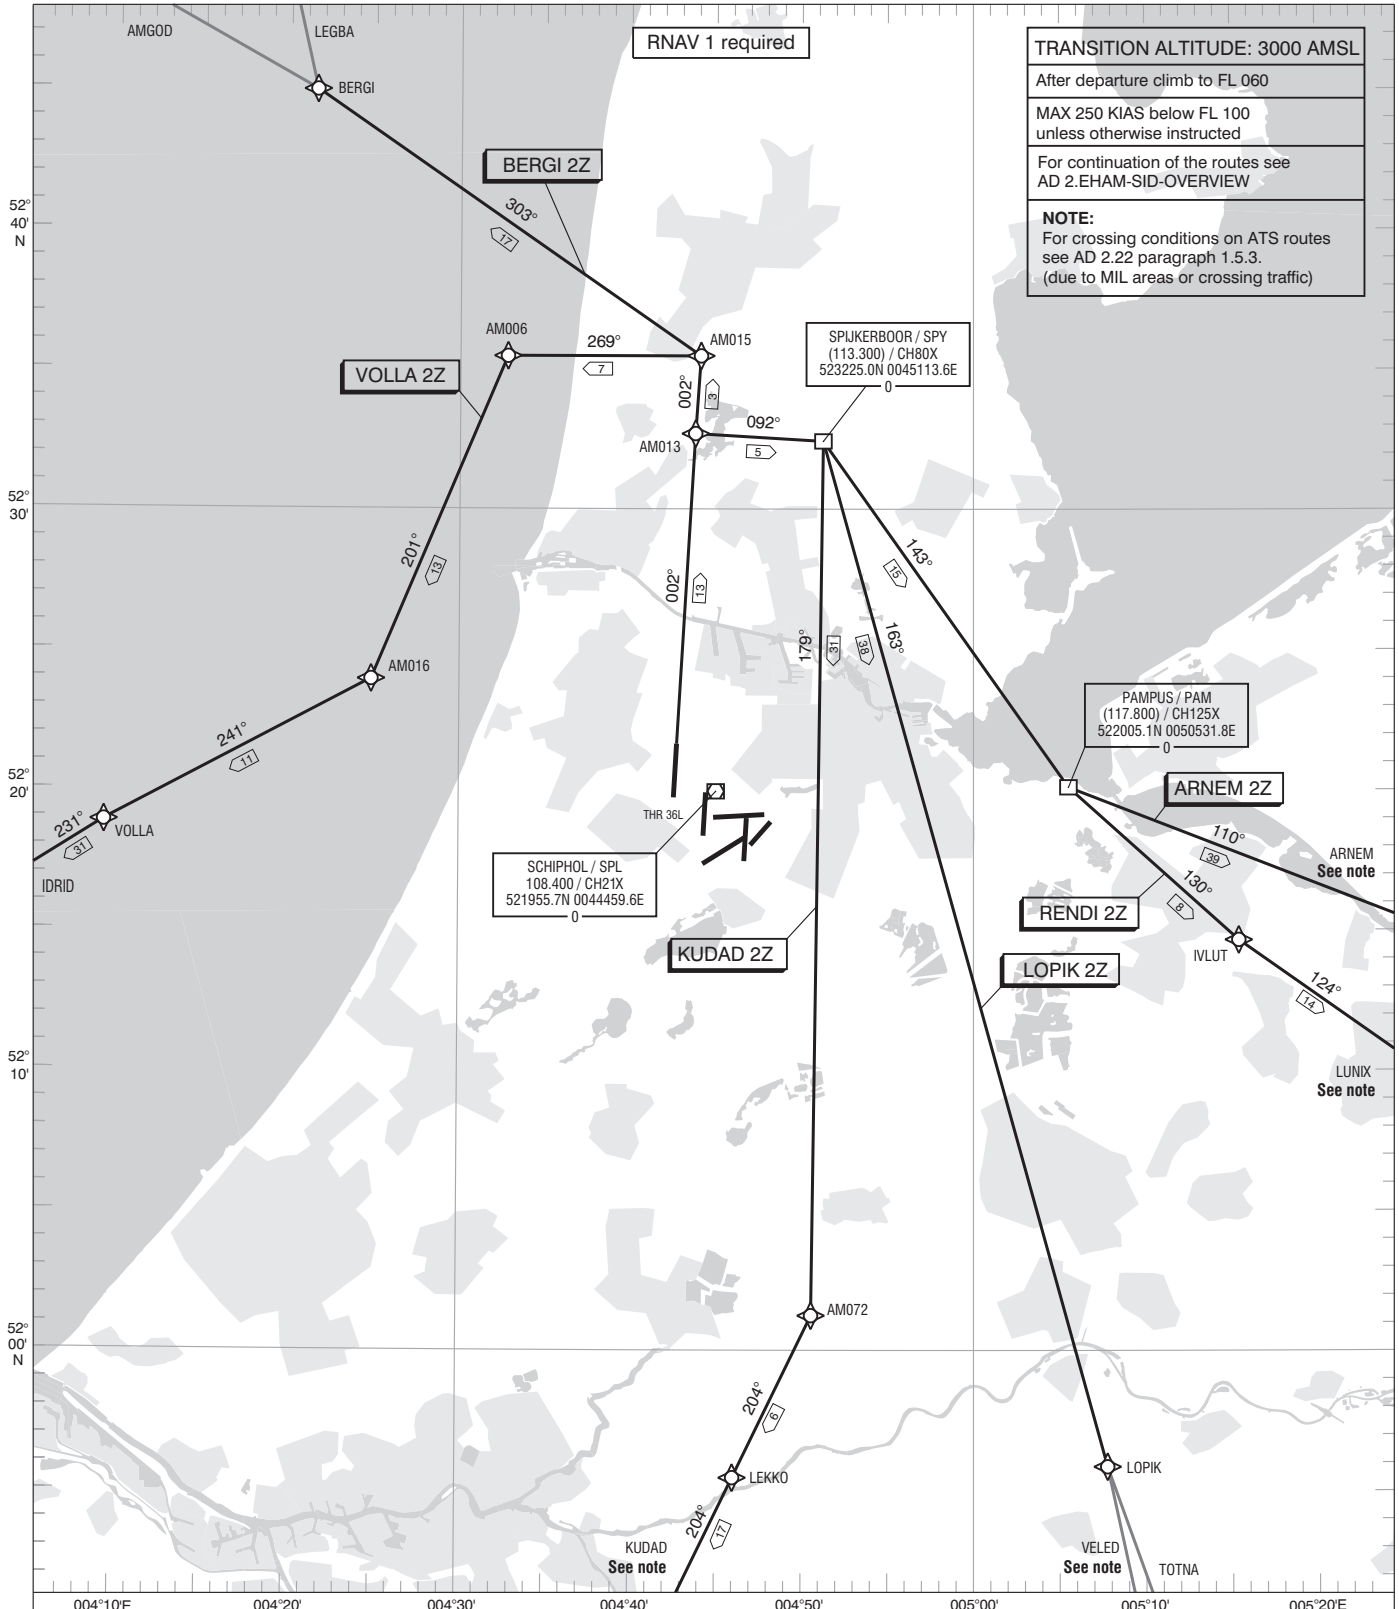 AMGOD
LEGBA
RNAV 1 required
TRANSITION ALTITUDE: 3000 AMSL
After departure climb to FL 060
MAX 250 KIAS below FL 100
unless otherwise instructed
For continuation of the routes see
AD 2.EHAM-SID-OVERVIEW
NOTE:
For crossing conditions on ATS routes
see AD 2.22 paragraph 1.5.3.
(due to MIL areas or crossing traffic)
BERGI
BERGI 2Z
52°
40'
N
303°
17
AM006
269°
7
AM015
SPIJKERBOOR / SPY
(113.300) / CH80X
523225.0N 0045113.6E
0
VOLLA 2Z
002°
3
AM013
092°
5
52°
30'
201°
13
002°
13
143°
15
179°
31
38
163°
AM016
241°
11
PAMPUS / PAM
(117.800) / CH125X
522005.1N 0050531.8E
0
52°
20'
THR 36L
ARNEM 2Z
231°
31
VOLLA
IDRID
110°
39
ARNEM
See note
SCHIPHOL / SPL
108.400 / CH21X
521955.7N 0044459.6E
0
130°
8
RENDI 2Z
KUDAD 2Z
IVLUT
LOPIK 2Z
124°
14
52°
10'
LUNIX
See note
AM072
52°
00'
N
204°
6
LEKKO
LOPIK
204°
17
KUDAD
See note
VELED
See note
TOTNA
004°10'E
004°20'
004°30'
004°40'
004°50'
005°00'
005°10'
005°20'E